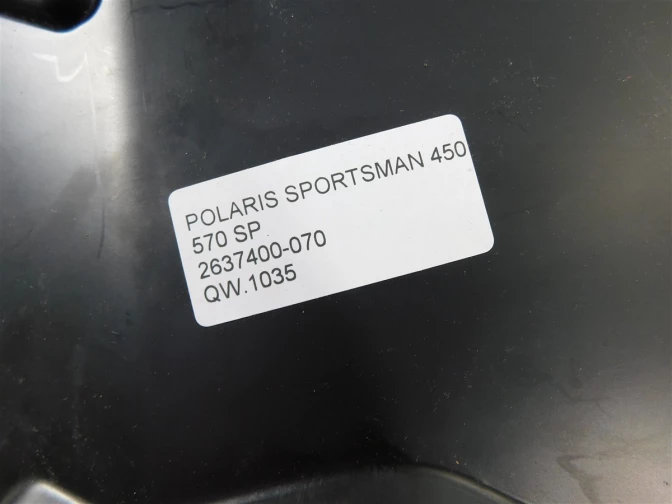 POLARIS SPORTSMAN 450
570 SP
2637400-070
QW.1035